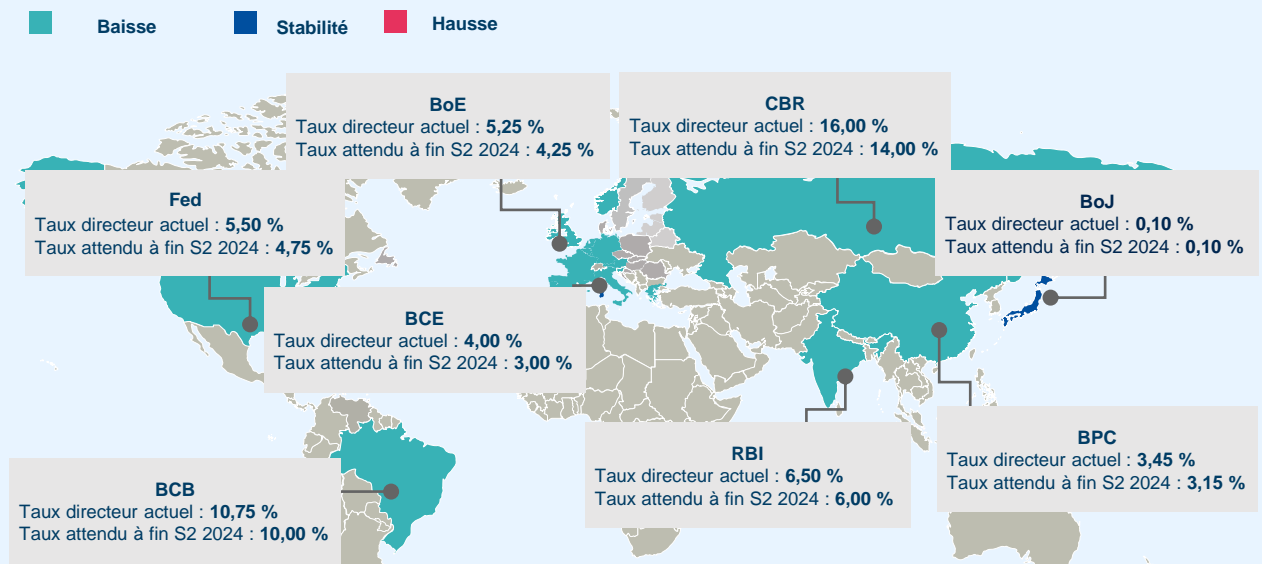 Baisse
Stabilité
Hausse
BoE
Taux directeur actuel : 5,25 %
Taux attendu à fin S2 2024 : 4,25 %
CBR
Taux directeur actuel : 16,00 %
Taux attendu à fin S2 2024 : 14,00 %
Fed
Taux directeur actuel : 5,50 %
Taux attendu à fin S2 2024 : 4,75 %
BoJ
Taux directeur actuel : 0,10 %
Taux attendu à fin S2 2024 : 0,10 %
BCE
Taux directeur actuel : 4,00 %
Taux attendu à fin S2 2024 : 3,00 %
RBI
Taux directeur actuel : 6,50 %
Taux attendu à fin S2 2024 : 6,00 %
BPC
Taux directeur actuel : 3,45 %
Taux attendu à fin S2 2024 : 3,15 %
BCB
Taux directeur actuel : 10,75 %
Taux attendu à fin S2 2024 : 10,00 %